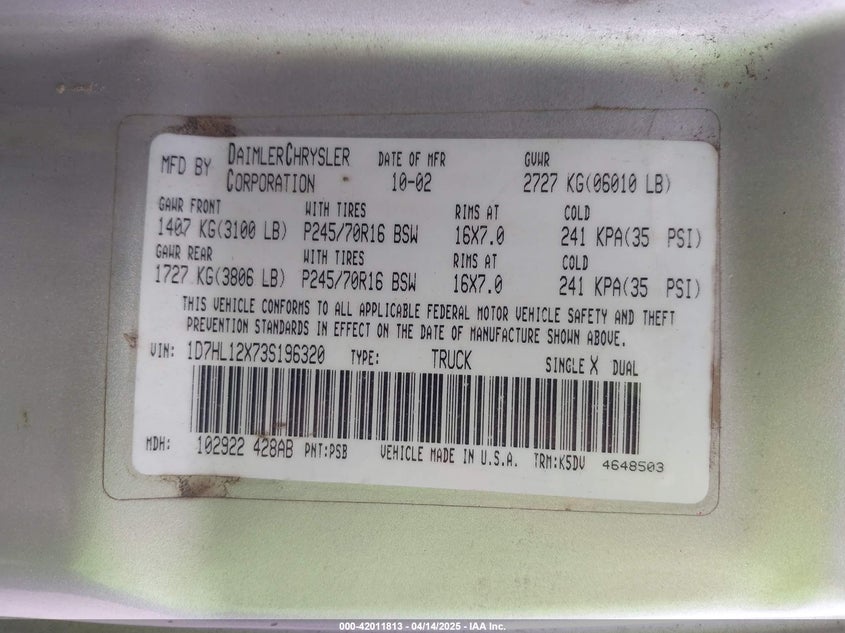 MFD BY DAIMLERCHRYSLER CORPORATION DATE OF MFR 10-02 GVWR 2727 KG(06010 LB)
GAWR FRONT WITH TIRES RIMS AT COLD
1407 KG(3100 LB) P245/70R16 BSW 16X7.0 241 KPA(35 PSI)
GAWR REAR WITH TIRES RIMS AT COLD
1727 KG(3806 LB) P245/70R16 BSW 16X7.0 241 KPA(35 PSI)
THIS VEHICLE CONFORMS TO ALL APPLICABLE FEDERAL MOTOR VEHICLE SAFETY AND THEFT
PREVENTION STANDARDS IN EFFECT ON THE DATE OF MANUFACTURE SHOWN ABOVE.
VIN: 1D7HL12X73S196320 TYPE: TRUCK SINGLE X DUAL
MDH: 102922 428AB PNT:PSB VEHICLE MADE IN U.S.A. TRM:K5DV 4648503
000-42011813 - 04/14/2025 - IAA Inc.